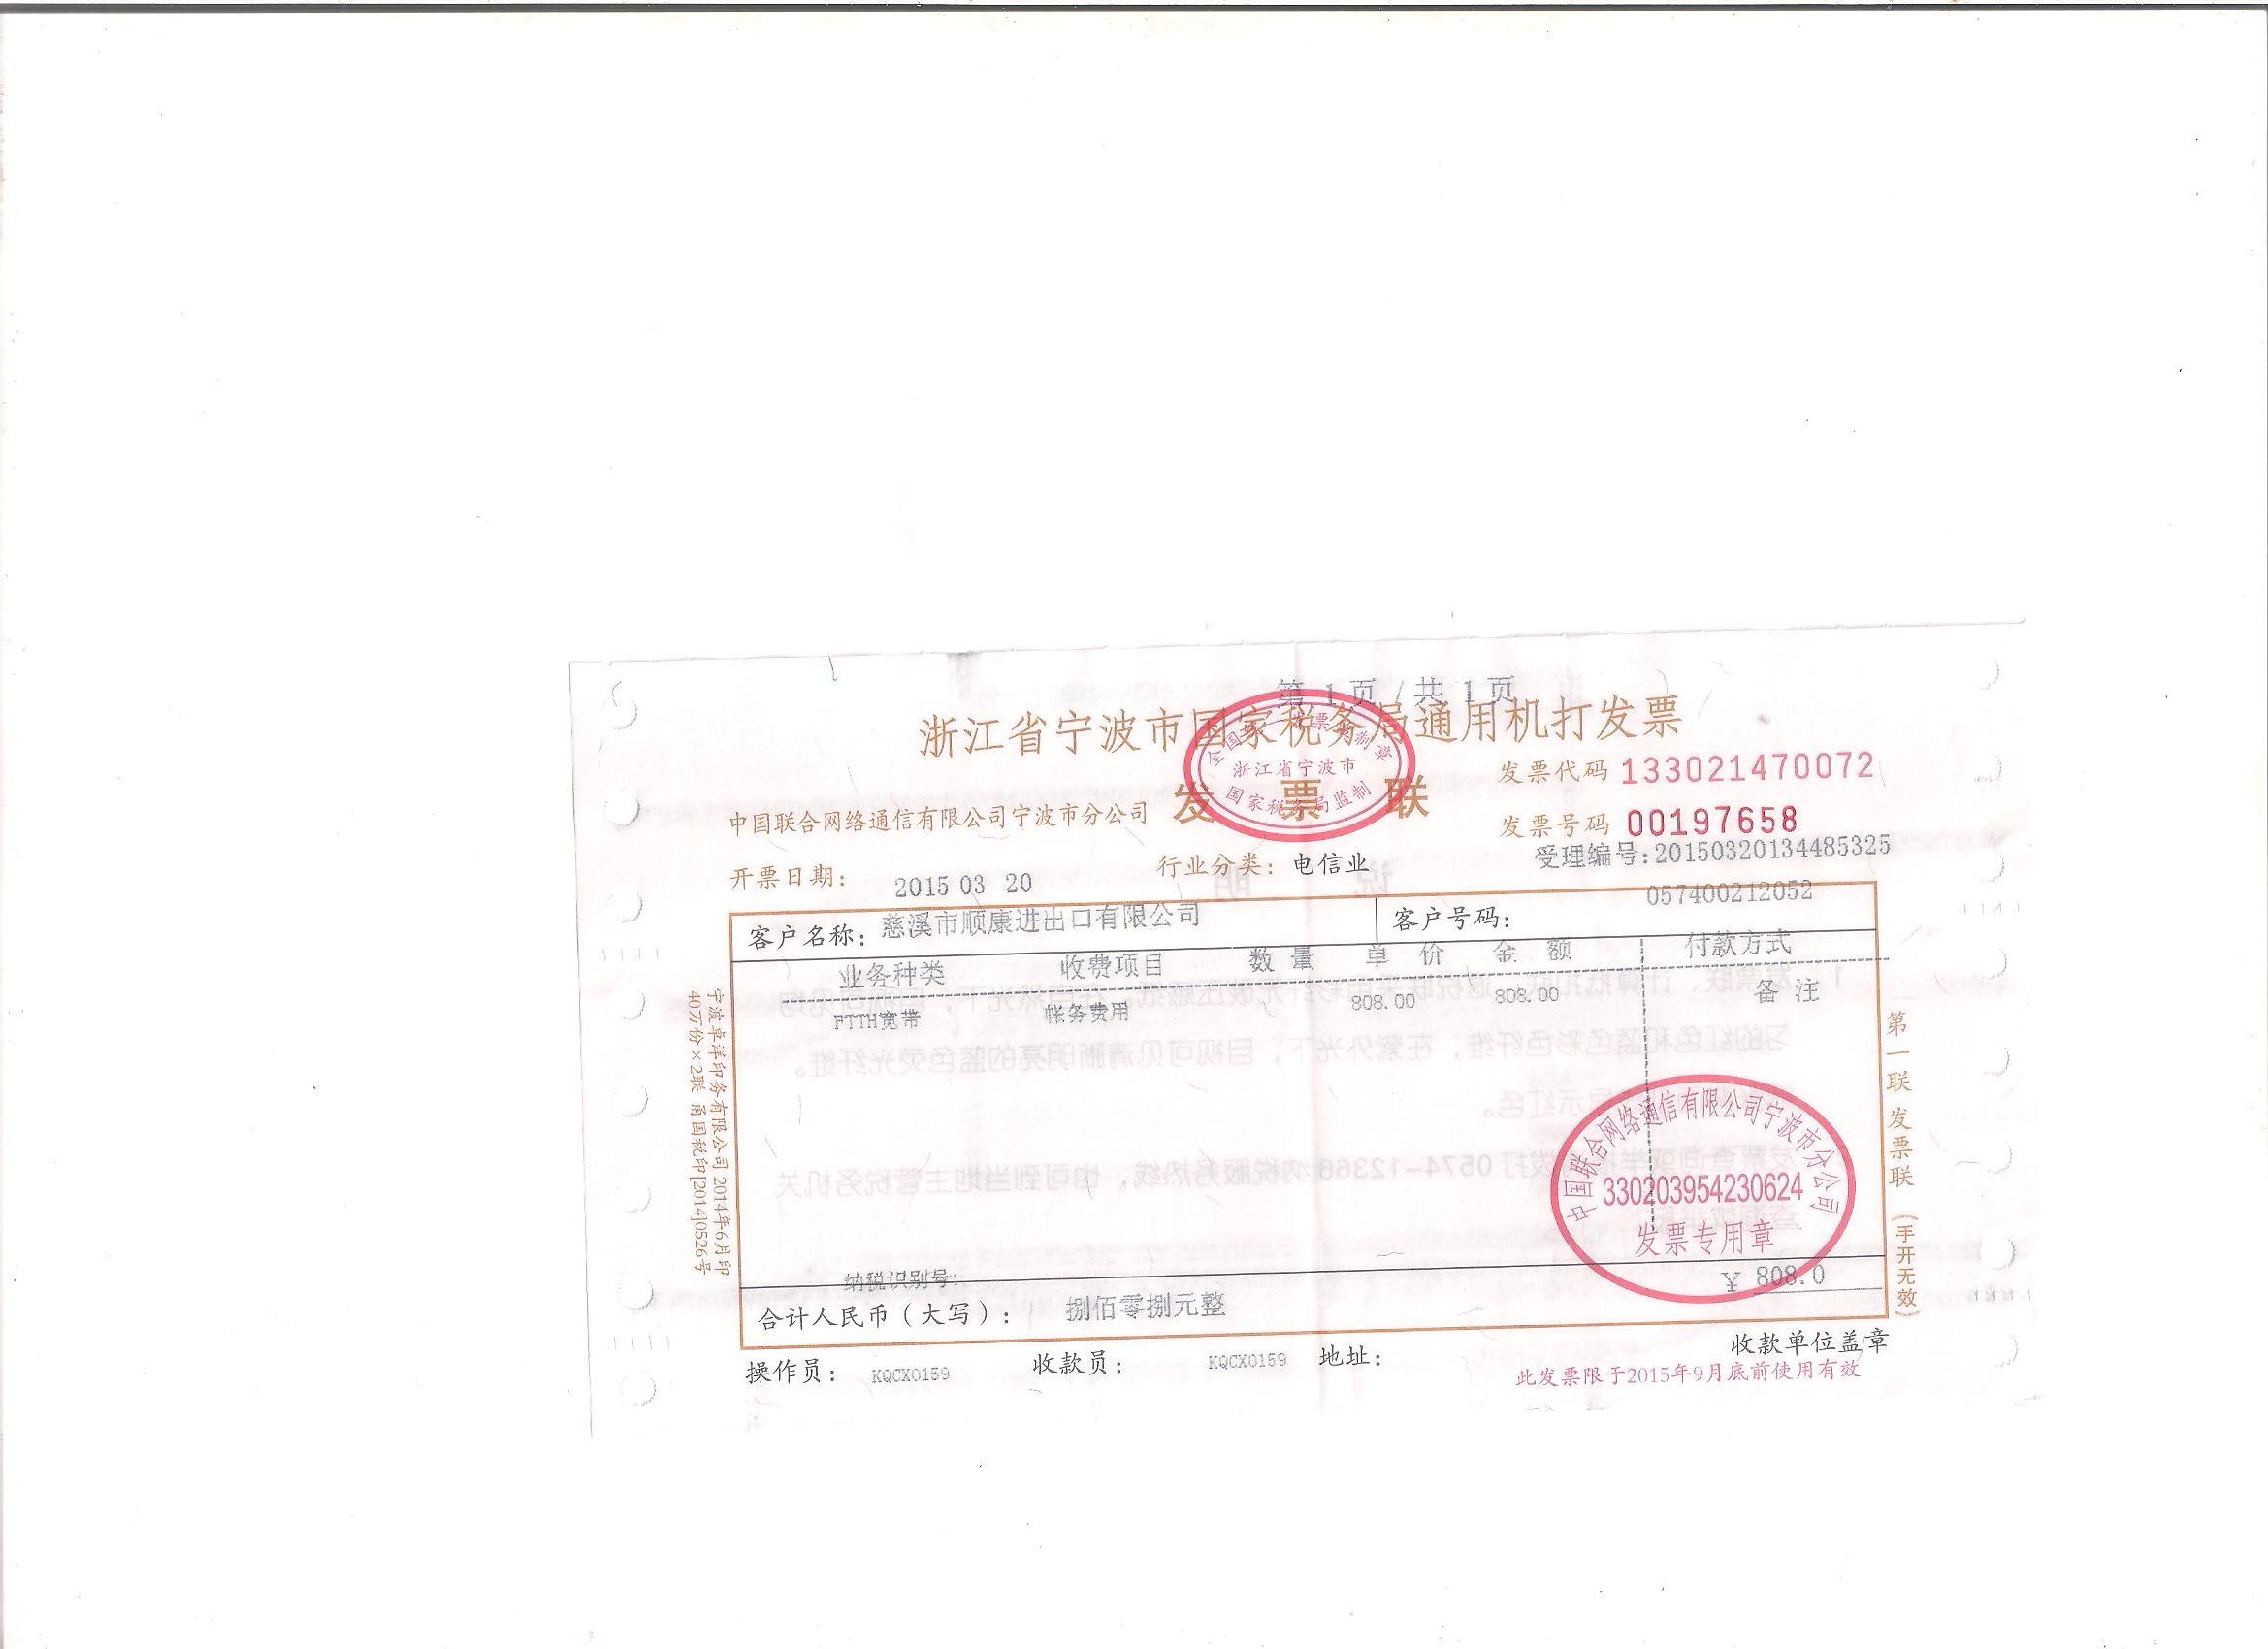 第 1页 / 共 1页
浙江省宁波市国家税务局通用机打发票
浙江省宁波市
国家税务局监制
发票联
发票代码 133021470072
中国联合网络通信有限公司宁波市分公司
发票号码 00197658
受理编号:20150320134485325
开票日期: 2015 03 20
行业分类: 电信业
客户名称: 慈溪市顺康进出口有限公司
客户号码: 057400212052
业务种类 收费项目 数量 单价 金额 付款方式
FTTH宽带 帐务费用 808.00 808.00
备注
中国联合网络通信有限公司宁波市分公司
330203954230624
发票专用章
纳税识别号:
¥ 808.0
合计人民币(大写): 捌佰零捌元整
操作员: KQCX0159 收款员: KQCX0159 地址:
收款单位盖章
此发票限于2015年9月底前使用有效
宁波卓洋印务有限公司 2014年6月印
40万份×2联 甬国税印[2014]0526号
第一联 发票联 (手开无效)